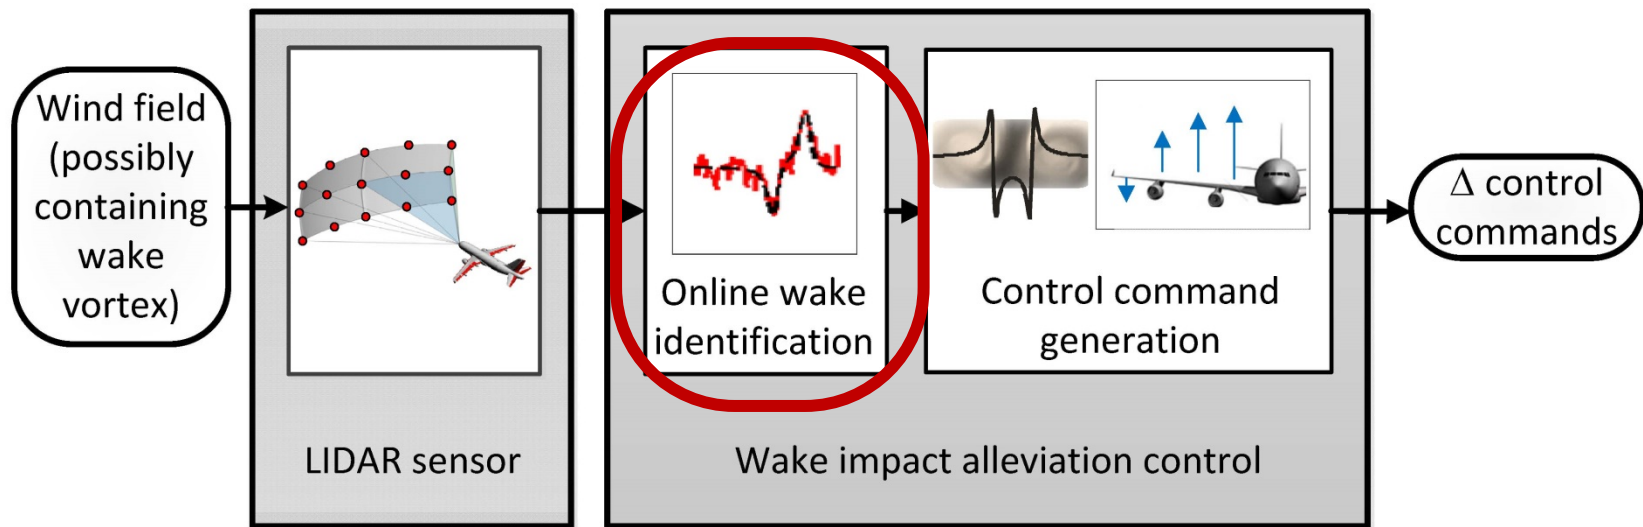 Wind field
(possibly
containing
wake
vortex)
LIDAR sensor
Online wake
identification
Control command
generation
Wake impact alleviation control
Δ control
commands